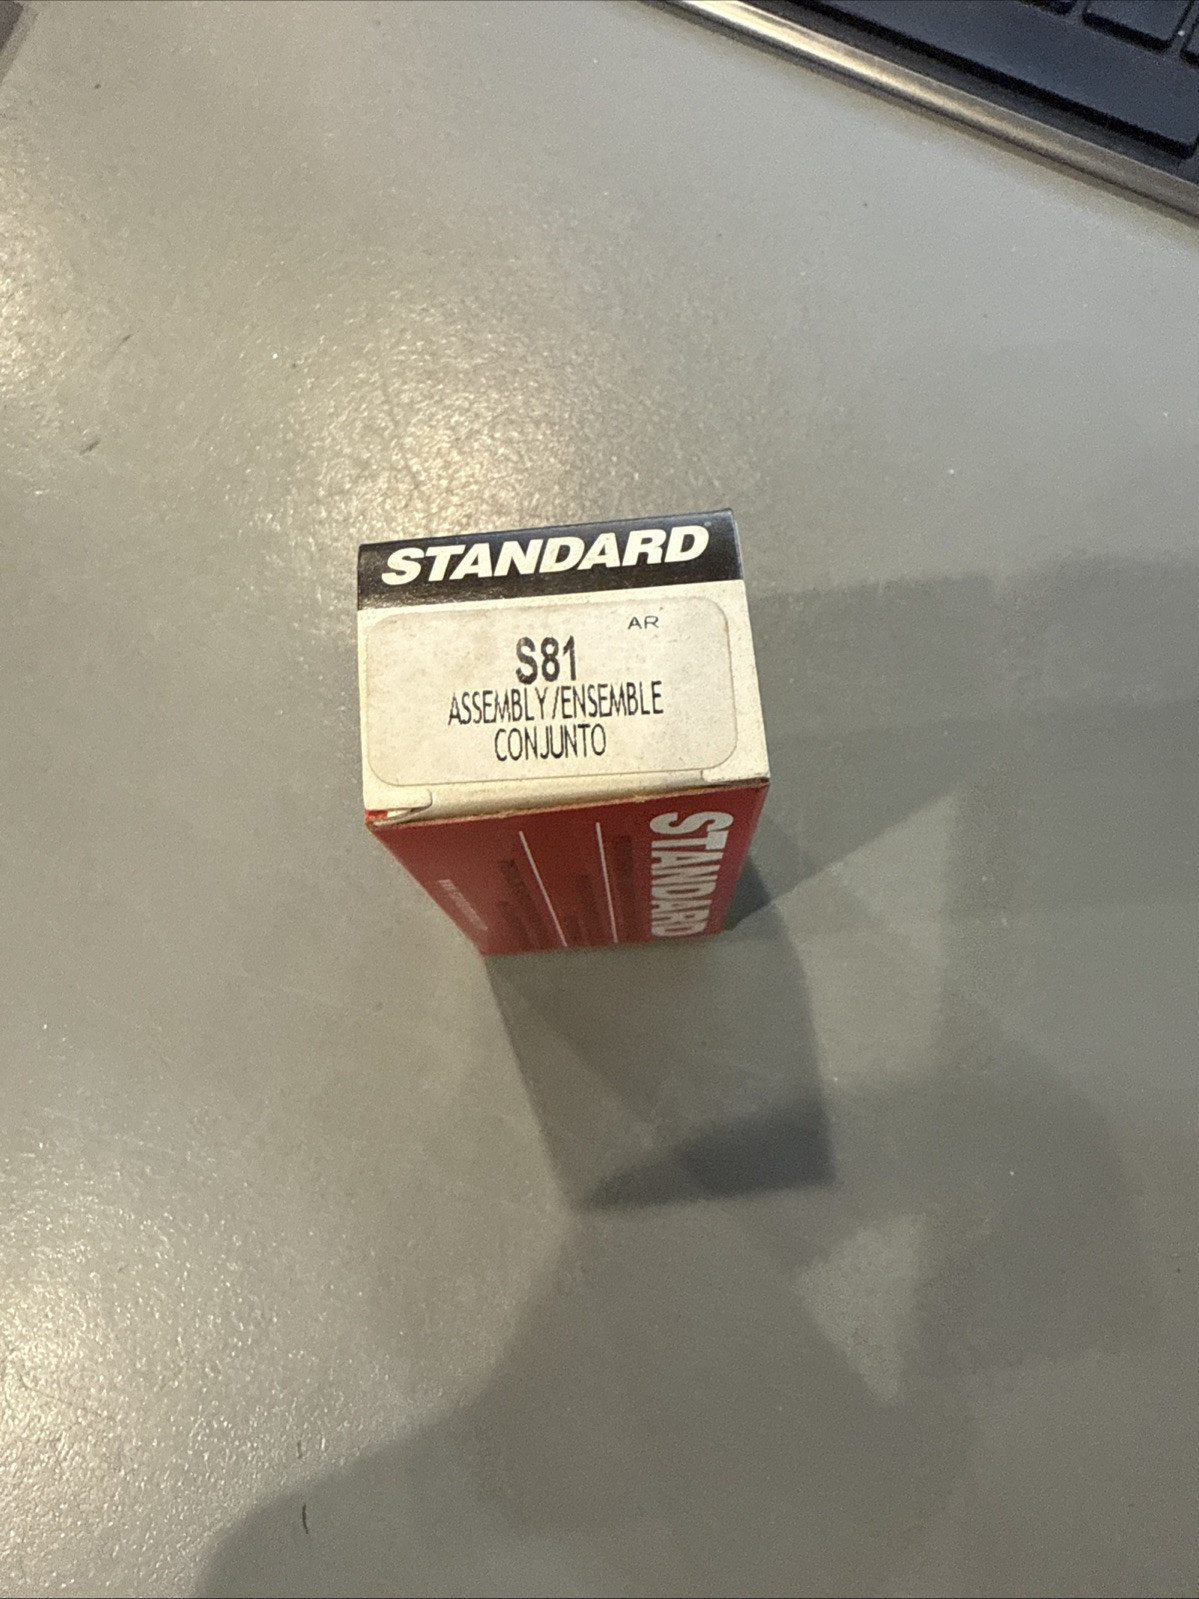 STANDARD
AR
S81
ASSEMBLY/ENSEMBLE
CONJUNTO
STANDARD